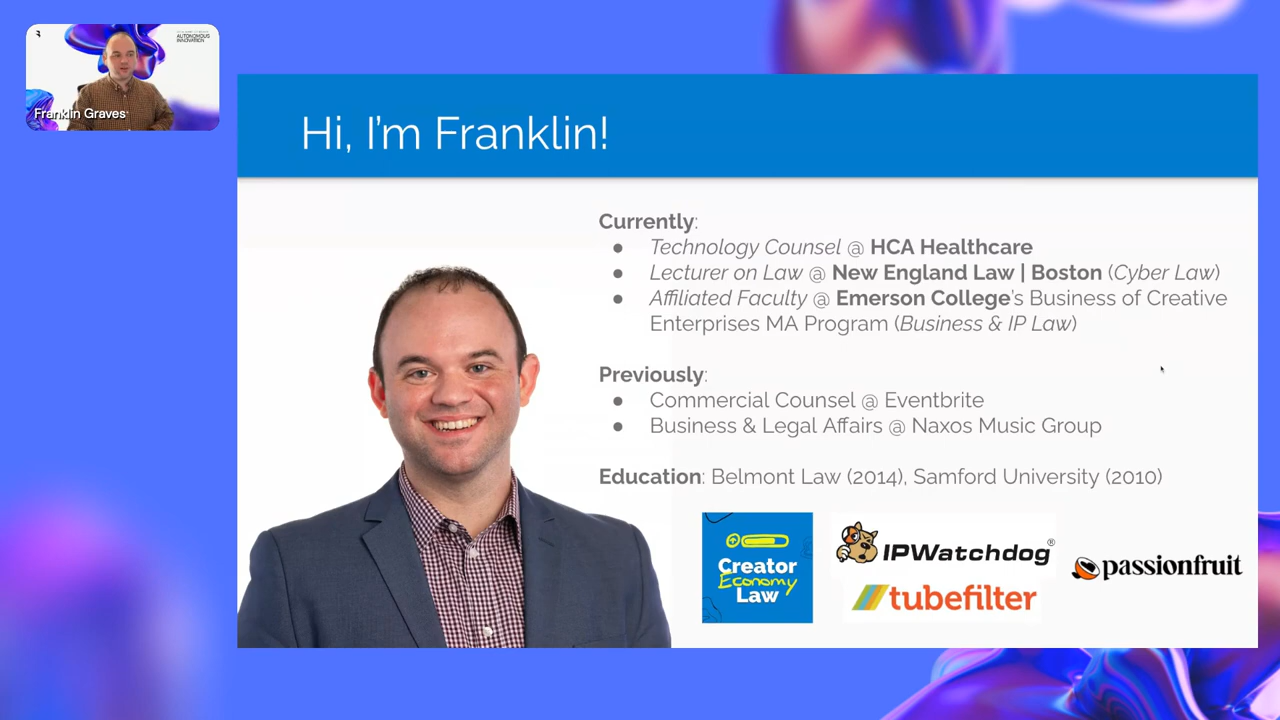 AUTONOMOUS
INNOVATION
Franklin Graves
Hi, I'm Franklin!
Currently:
● Technology Counsel @ HCA Healthcare
● Lecturer on Law @ New England Law | Boston (Cyber Law)
● Affiliated Faculty @ Emerson College's Business of Creative
Enterprises MA Program (Business & IP Law)
Previously:
● Commercial Counsel @ Eventbrite
● Business & Legal Affairs @ Naxos Music Group
Education: Belmont Law (2014), Samford University (2010)
Creator
Economy
Law
IPWatchdog®
tubefilter
passionfruit